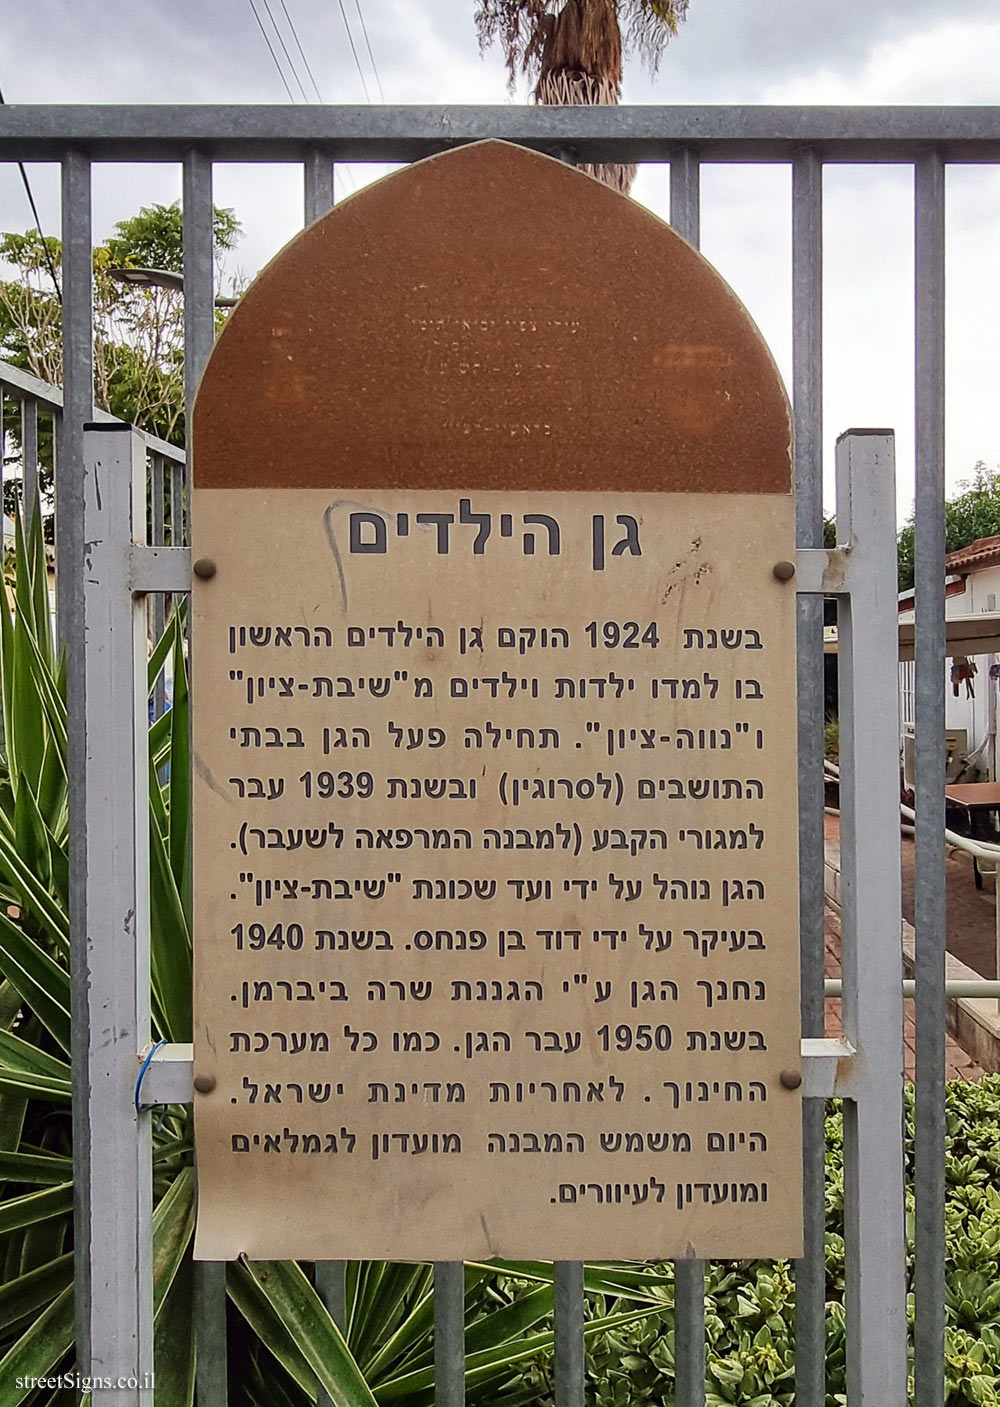 גן הילדים
בשנת 1924 הוקם גן הילדים הראשון
בו למדו ילדות וילדים מ"שיבת-ציון"
ו"נווה-ציון". תחילה פעל הגן בבתי
התושבים (לסרוגין) ובשנת 1939 עבר
למגורי הקבע (למבנה המרפאה לשעבר).
הגן נוהל על ידי ועד שכונת "שיבת-ציון".
בעיקר על ידי דוד בן פנחס. בשנת 1940
נחנך הגן ע"י הגננת שרה ביברמן.
בשנת 1950 עבר הגן. כמו כל מערכת
החינוך . לאחריות מדינת ישראל.
היום משמש המבנה מועדון לגמלאים
ומועדון לעיוורים.
streetSigns.co.il